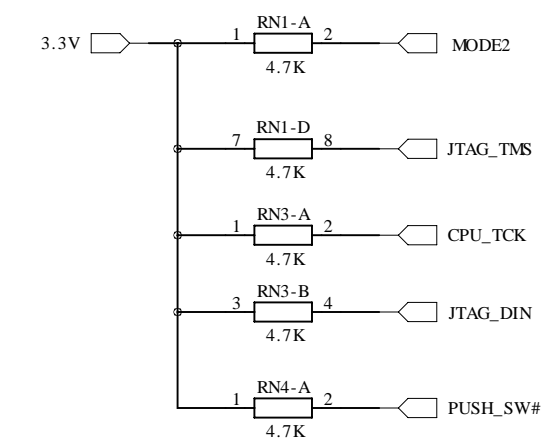 RN1-A
3.3V 1 2 MODE2
4.7K
RN1-D
7 8 JTAG_TMS
4.7K
RN3-A
1 2 CPU_TCK
4.7K
RN3-B
3 4 JTAG_DIN
4.7K
RN4-A
1 2 PUSH_SW#
4.7K